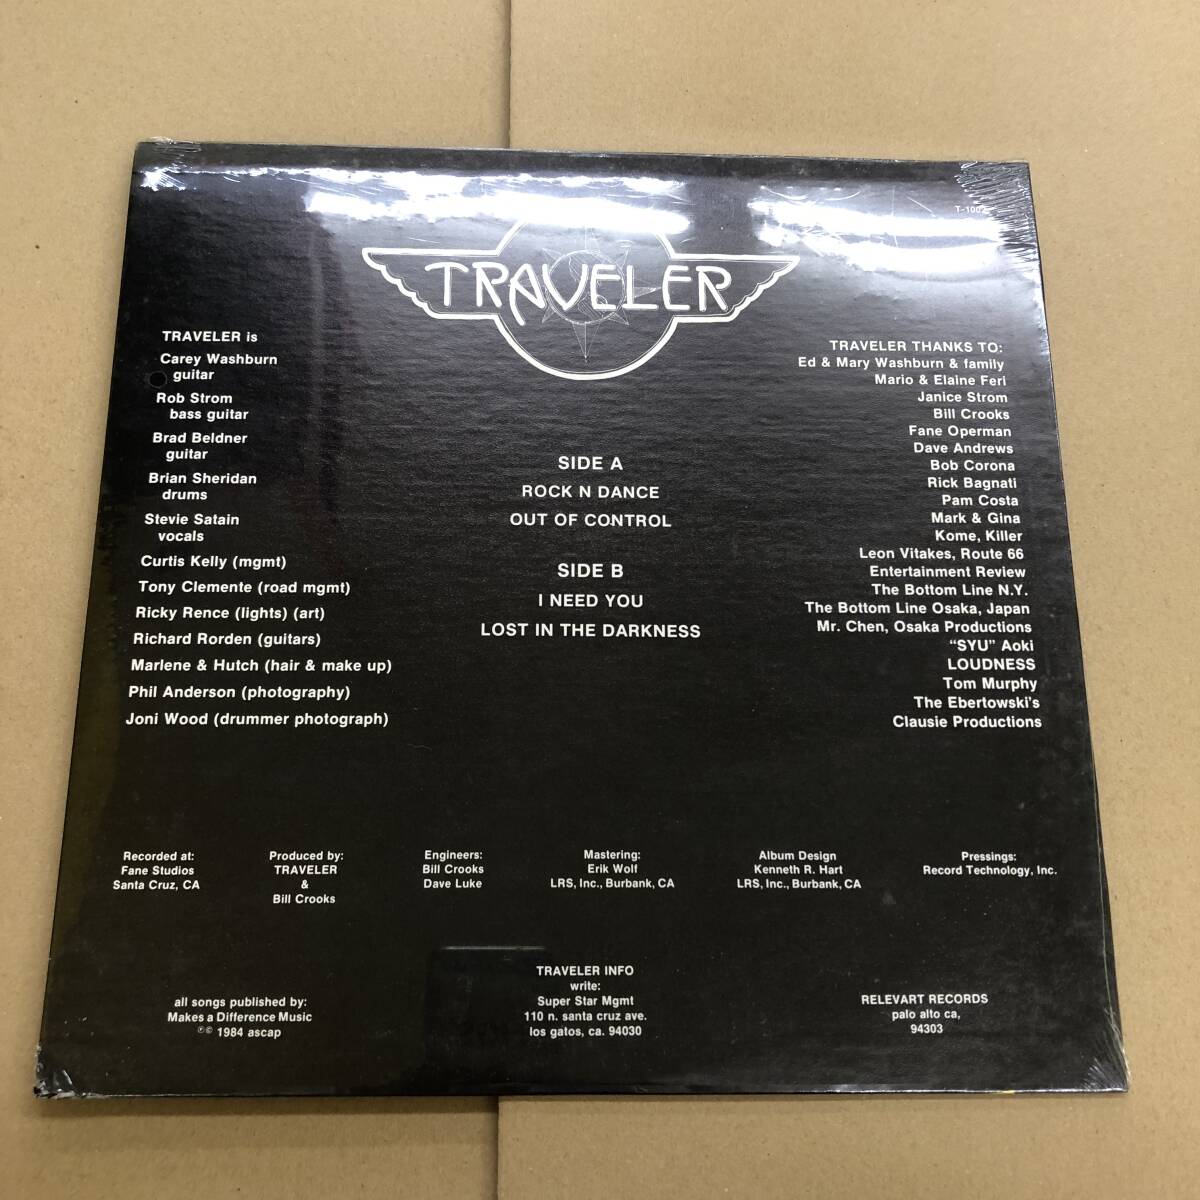 T-1002
TRAVELER
TRAVELER is
Carey Washburn
guitar
Rob Strom
bass guitar
Brad Beldner
guitar
Brian Sheridan
drums
Stevie Satain
vocals
Curtis Kelly (mgmt)
Tony Clemente (road mgmt)
Ricky Rence (lights) (art)
Richard Rorden (guitars)
Marlene & Hutch (hair & make up)
Phil Anderson (photography)
Joni Wood (drummer photograph)
SIDE A
ROCK N DANCE
OUT OF CONTROL
SIDE B
I NEED YOU
LOST IN THE DARKNESS
TRAVELER THANKS TO:
Ed & Mary Washburn & family
Mario & Elaine Feri
Janice Strom
Bill Crooks
Fane Operman
Dave Andrews
Bob Corona
Rick Bagnati
Pam Costa
Mark & Gina
Kome, Killer
Leon Vitakes, Route 66
Entertainment Review
The Bottom Line N.Y.
The Bottom Line Osaka, Japan
Mr. Chen, Osaka Productions
“SYU” Aoki
LOUDNESS
Tom Murphy
The Ebertowski's
Clausie Productions
Recorded at:
Fane Studios
Santa Cruz, CA
Produced by:
TRAVELER
&
Bill Crooks
Engineers:
Bill Crooks
Dave Luke
Mastering:
Erik Wolf
LRS, Inc., Burbank, CA
Album Design
Kenneth R. Hart
LRS, Inc., Burbank, CA
Pressings:
Record Technology, Inc.
all songs published by:
Makes a Difference Music
℗© 1984 ascap
TRAVELER INFO
write:
Super Star Mgmt
110 n. santa cruz ave.
los gatos, ca. 94030
RELEVART RECORDS
palo alto ca,
94303